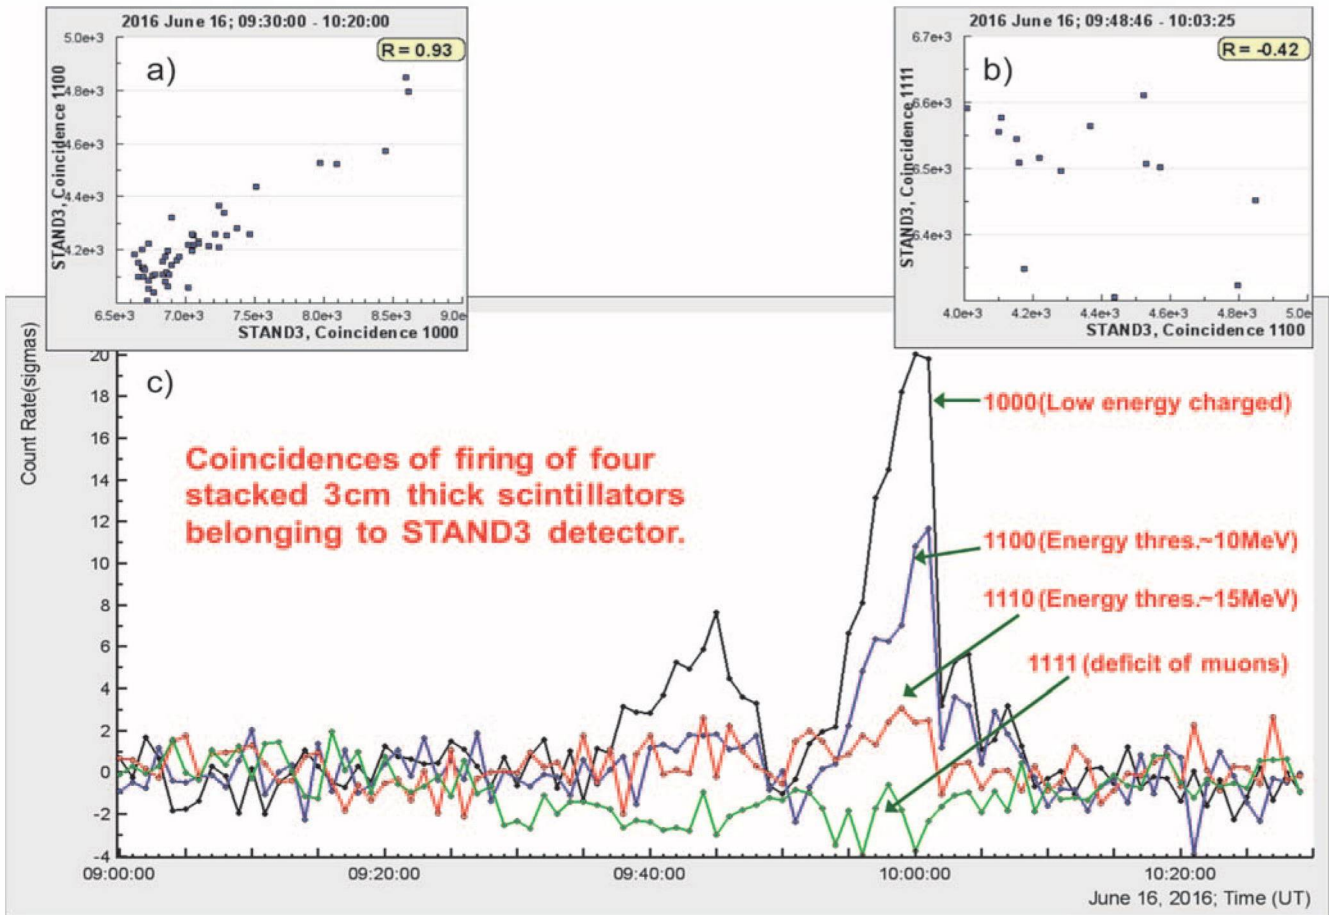 2016 June 16; 09:30:00 - 10:20:00
R = 0.93
a)
STAND3, Coincidence 1100
5.0e+3
4.8e+3
4.6e+3
4.4e+3
4.2e+3
6.5e+3 7.0e+3 7.5e+3 8.0e+3 8.5e+3 9.0e
STAND3, Coincidence 1000
2016 June 16; 09:48:46 - 10:03:25
R = -0.42
b)
STAND3, Coincidence 1111
6.7e+3
6.6e+3
6.5e+3
6.4e+3
4.0e+3 4.2e+3 4.4e+3 4.6e+3 4.8e+3 5.0e
STAND3, Coincidence 1100
c)
Count Rate(sigmas)
20
18
16
14
12
10
8
6
4
2
0
-2
-4
Coincidences of firing of four
stacked 3cm thick scintillators
belonging to STAND3 detector.
1000(Low energy charged)
1100(Energy thres.~10MeV)
1110(Energy thres.~15MeV)
1111(deficit of muons)
09:00:00 09:20:00 09:40:00 10:00:00 10:20:00
June 16, 2016; Time (UT)